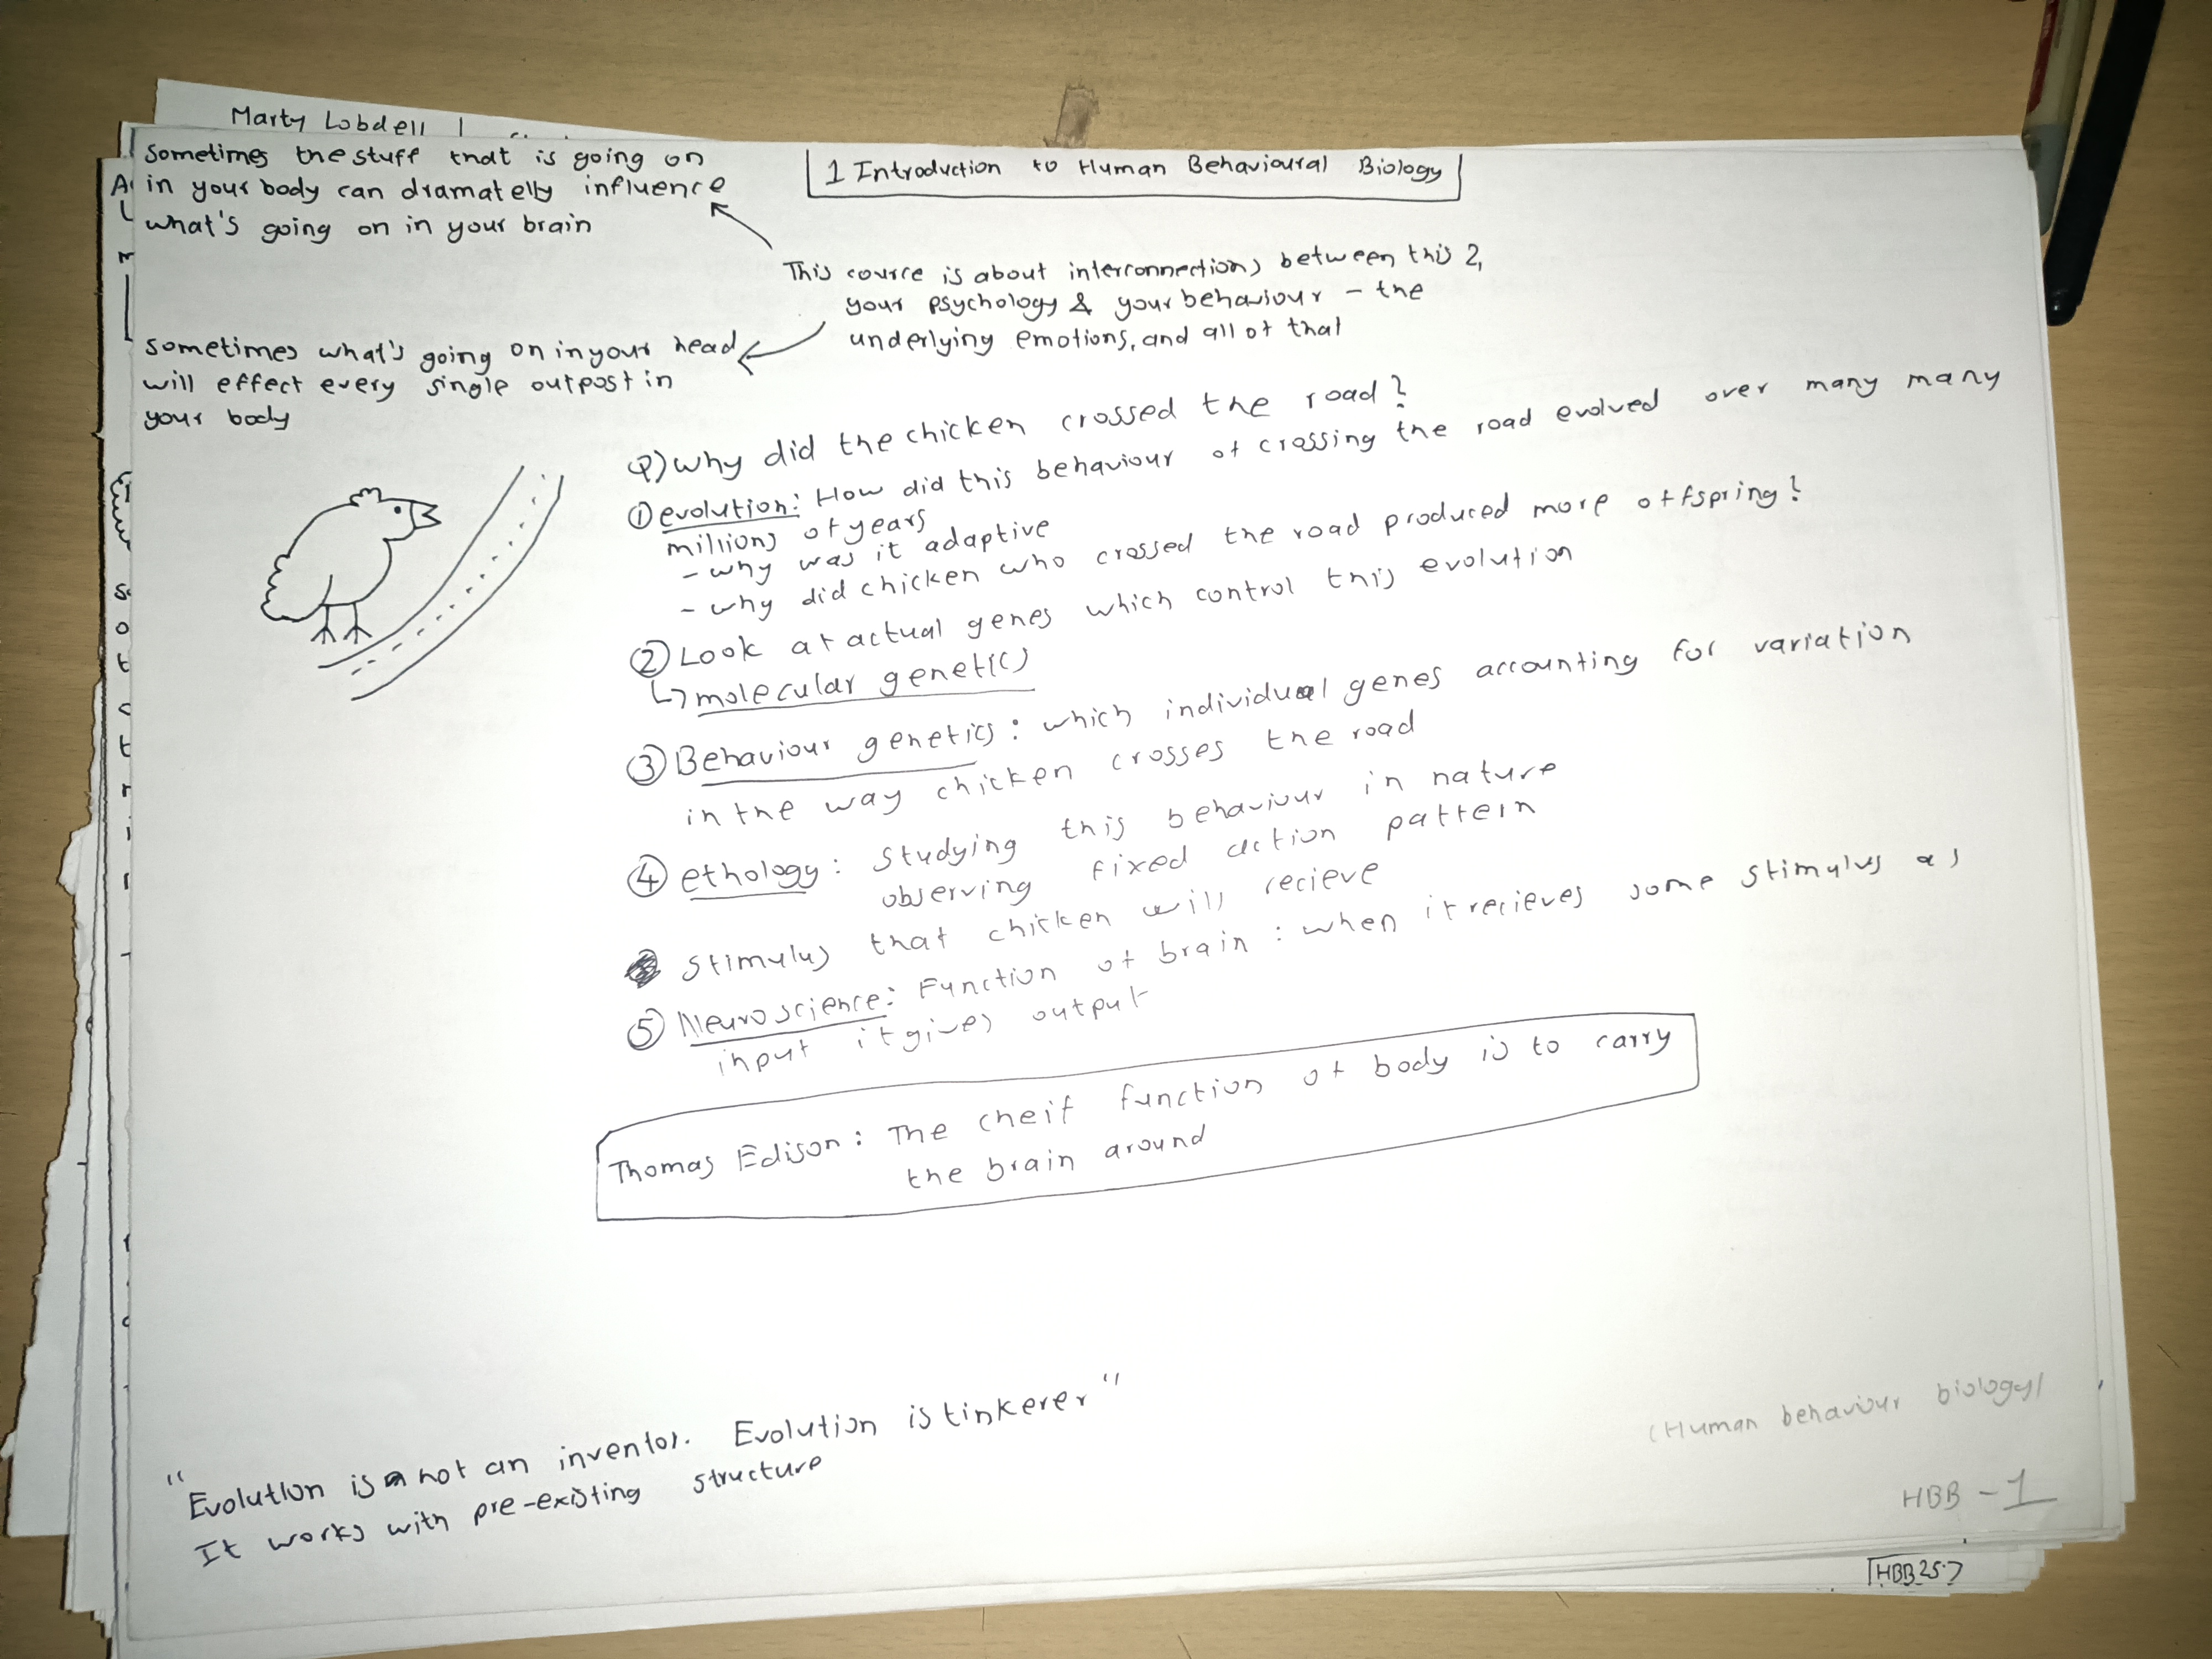 Marty Lobdell
1 Introduction to Human Behavioural Biology
sometimes the stuff that is going on
in your body can dramatelly influence
what's going on in your brain
This cource is about interconnections between this 2,
your psychology & your behaviour - the
underlying emotions, and all of that
sometimes what's going on in your head
will effect every single outpost in
your body
Q) why did the chicken crossed the road?
① evolution: How did this behaviour of crossing the road evolved over many many
millions of years
- why was it adaptive
- why did chicken who crossed the road produced more offspring?
② Look at actual genes which control this evolution
↳ molecular genetics
③ Behaviour genetics: which individual genes accounting for variation
in the way chicken crosses the road
④ ethology: studying this behaviour in nature
observing fixed action pattern
stimulus that chicken will recieve
⑤ Neuroscience: Function of brain: when it recieves some stimulus as
input it gives output
Thomas Edison: The cheif function of body is to carry
the brain around
"Evolution is not an inventor. Evolution is tinkerer"
It works with pre-existing structure
(Human behaviour biology)
HBB - 1
HBB 25